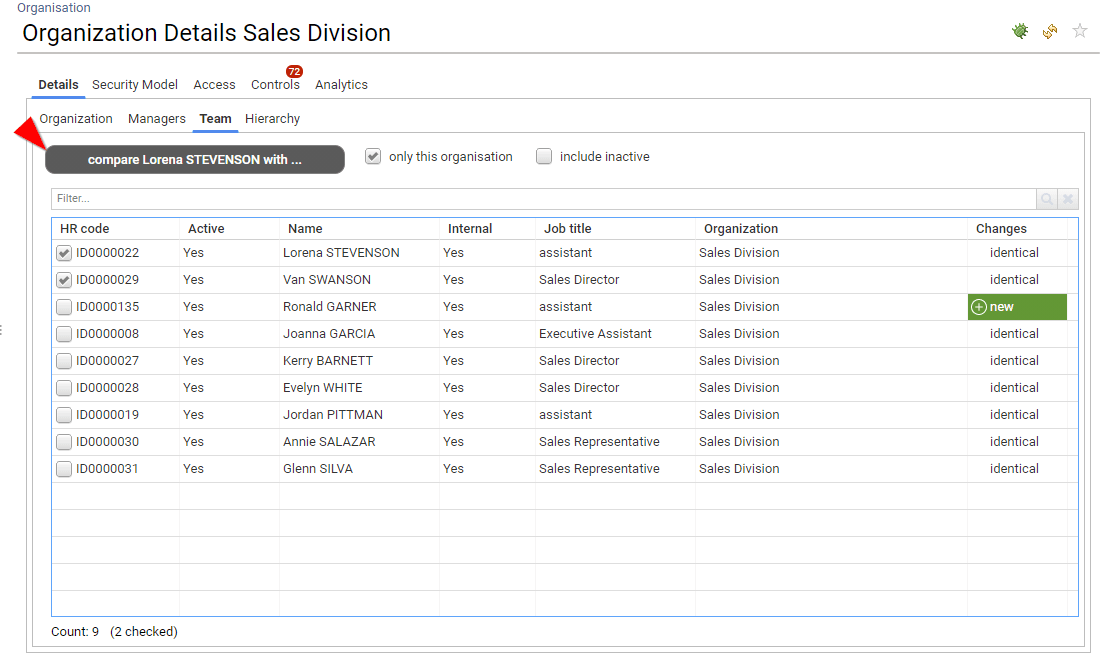 Organisation
Organization Details Sales Division
72
Details Security Model Access Controls Analytics
Organization Managers Team Hierarchy
compare Lorena STEVENSON with ... only this organisation include inactive
Filter...
HR code Active Name Internal Job title Organization Changes
ID0000022 Yes Lorena STEVENSON Yes assistant Sales Division identical
ID0000029 Yes Van SWANSON Yes Sales Director Sales Division identical
ID0000135 Yes Ronald GARNER Yes assistant Sales Division new
ID0000008 Yes Joanna GARCIA Yes Executive Assistant Sales Division identical
ID0000027 Yes Kerry BARNETT Yes Sales Director Sales Division identical
ID0000028 Yes Evelyn WHITE Yes Sales Director Sales Division identical
ID0000019 Yes Jordan PITTMAN Yes assistant Sales Division identical
ID0000030 Yes Annie SALAZAR Yes Sales Representative Sales Division identical
ID0000031 Yes Glenn SILVA Yes Sales Representative Sales Division identical
Count: 9 (2 checked)